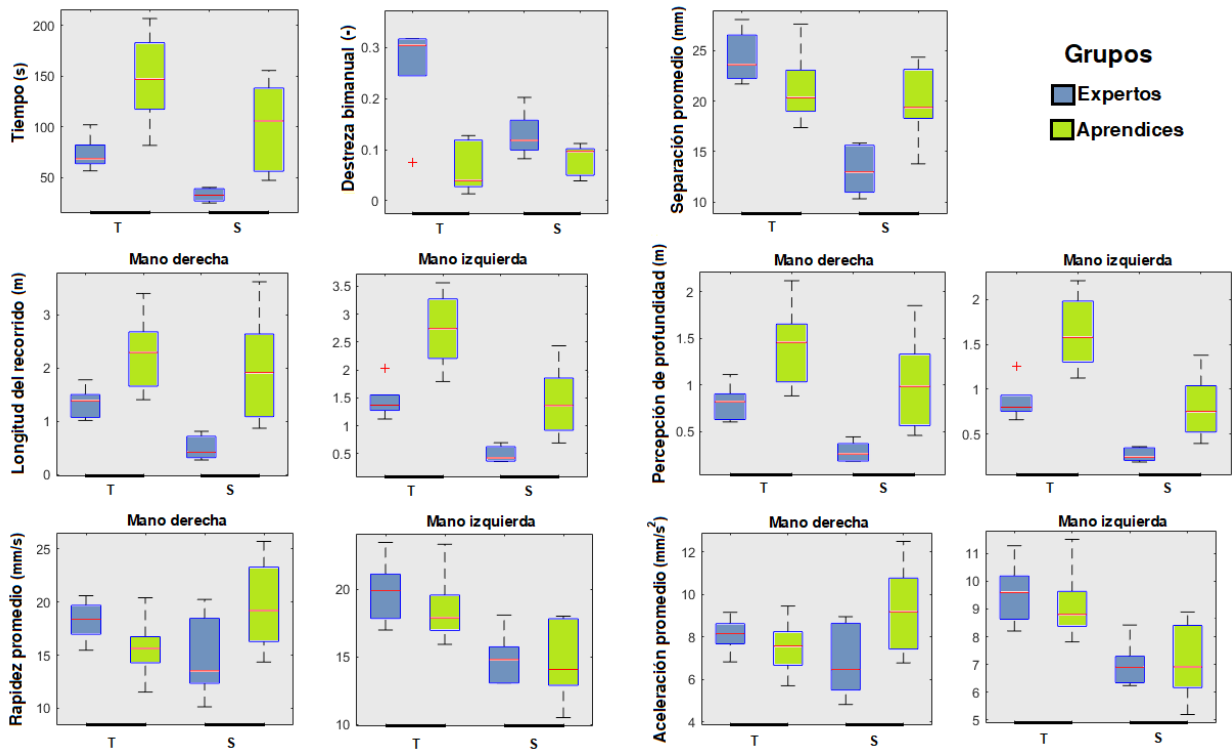 Tiempo (s)
200
150
100
50
T
S
Destreza bimanual (-)
0.3
0.2
0.1
0
T
S
Separación promedio (mm)
25
20
15
10
T
S
Grupos
Expertos
Aprendices
Longitud del recorrido (m)
Mano derecha
3
2
1
0
T
S
Mano izquierda
3.5
3
2.5
2
1.5
1
0.5
T
S
Percepción de profundidad (m)
Mano derecha
2
1.5
1
0.5
T
S
Mano izquierda
2
1.5
1
0.5
T
S
Rapidez promedio (mm/s)
Mano derecha
25
20
15
10
T
S
Mano izquierda
20
15
10
T
S
Aceleración promedio (mm/s²)
Mano derecha
12
10
8
6
4
T
S
Mano izquierda
11
10
9
8
7
6
5
T
S